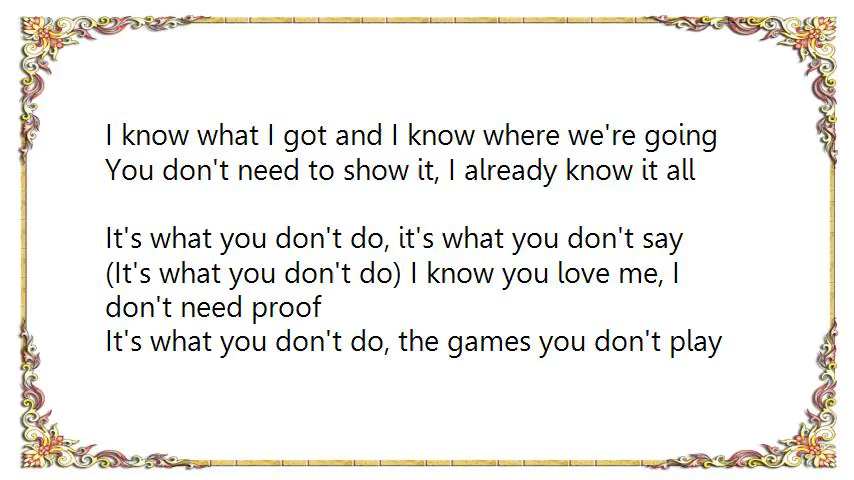 I know what I got and I know where we're going
You don't need to show it, I already know it all
It's what you don't do, it's what you don't say
(It's what you don't do) I know you love me, I
don't need proof
It's what you don't do, the games you don't play